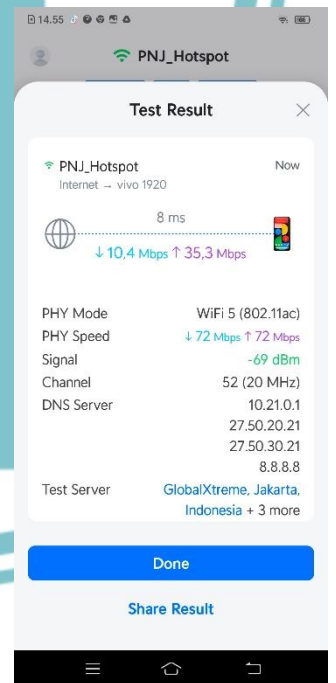 14.55
PNJ_Hotspot
Test Result
PNJ_Hotspot Now
Internet → vivo 1920
8 ms
↓ 10,4 Mbps ↑ 35,3 Mbps
PHY Mode WiFi 5 (802.11ac)
PHY Speed ↓ 72 Mbps ↑ 72 Mbps
Signal -69 dBm
Channel 52 (20 MHz)
DNS Server 10.21.0.1
27.50.20.21
27.50.30.21
8.8.8.8
Test Server GlobalXtreme, Jakarta,
Indonesia + 3 more
Done
Share Result